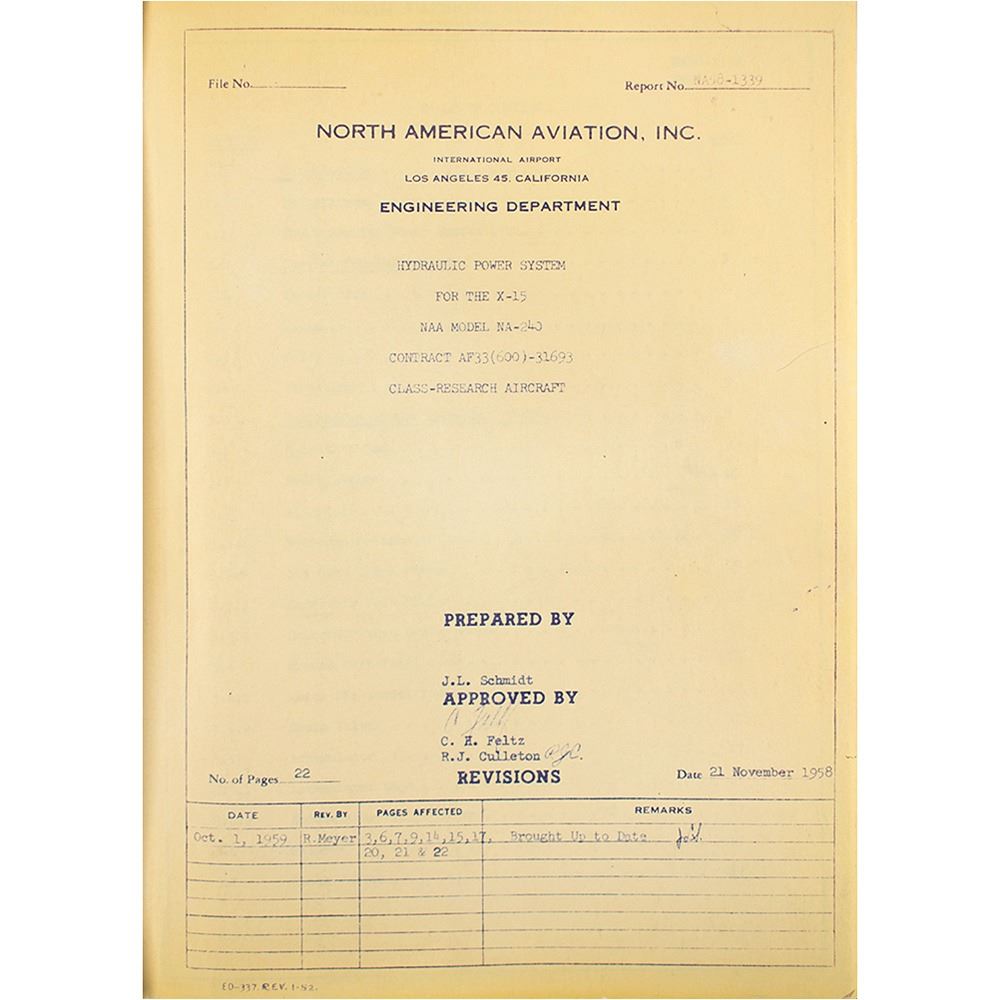 File No.
Report No. NA58-1339
NORTH AMERICAN AVIATION, INC.
INTERNATIONAL AIRPORT
LOS ANGELES 45, CALIFORNIA
ENGINEERING DEPARTMENT
HYDRAULIC POWER SYSTEM
FOR THE X-15
NAA MODEL NA-240
CONTRACT AF33(600)-31693
CLASS-RESEARCH AIRCRAFT
PREPARED BY
J.L. Schmidt
APPROVED BY
C. H. Feltz
R.J. Culleton RJC.
No. of Pages 22
REVISIONS
Date 21 November 1958
DATE REV. BY PAGES AFFECTED REMARKS
Oct. 1, 1959 R.Meyer 3,6,7,9,14,15,17, Brought Up to Date
20, 21 & 22
ED-337. REV. 1-52.